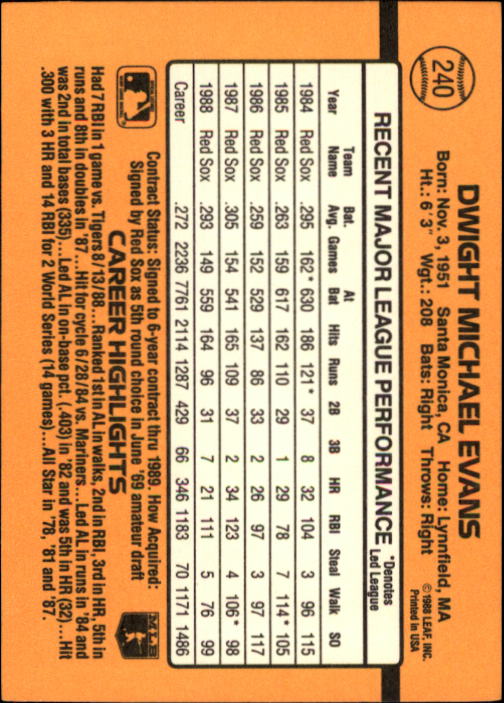 240
DWIGHT MICHAEL EVANS
Born: Nov. 3, 1951 Santa Monica, CA Home: Lynnfield, MA
Ht.: 6'3" Wgt.: 208 Bats: Right Throws: Right
©1988 LEAF, INC.
Printed in USA
RECENT MAJOR LEAGUE PERFORMANCE
*Denotes
Led League
Year Team Name Bat. Avg. Games At Bat Hits Runs 2B 3B HR RBI Steal Walk SO
1984 Red Sox .295 162* 630 186 121* 37 8 32 104 3 96 115
1985 Red Sox .263 159 617 162 110 29 1 29 78 7 114* 105
1986 Red Sox .259 152 529 137 86 33 2 26 97 3 97 117
1987 Red Sox .305 154 541 165 109 37 2 34 123 4 106* 98
1988 Red Sox .293 149 559 164 96 31 7 21 111 5 76 99
Career .272 2236 7761 2114 1287 429 66 346 1183 70 1171 1486
Contract Status: Signed to 6-year contract thru 1989. How Acquired:
Signed by Red Sox as 5th round choice in June '69 amateur draft
CAREER HIGHLIGHTS
MLB
Had 7 RBI in 1 game vs. Tigers 8/13/88...Ranked 1st in AL in walks, 2nd in RBI, 3rd in HR, 5th in
runs and 8th in doubles in '87...Hit for cycle 6/28/84 vs. Mariners...Led AL in runs in '84 and
was 2nd in total bases (335)...Led AL in on-base pct. (.403) in '82 and was 5th in HR (32)...Hit
.300 with 3 HR and 14 RBI for 2 World Series (14 games)...All Star in '78, '81 and '87.